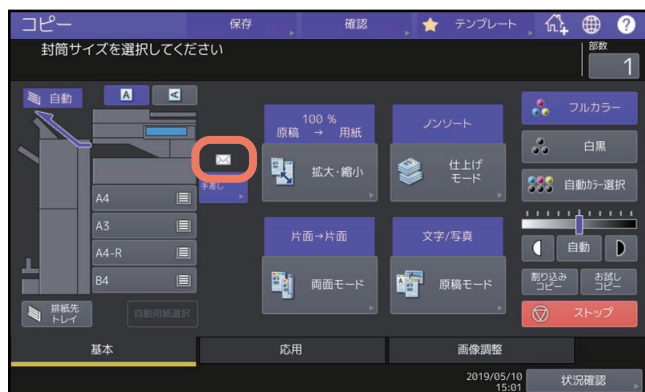 コピー
保存
確認
テンプレート
?
封筒サイズを選択してください
部数
1
自動
A
A
100 %
原稿 → 用紙
拡大・縮小
ノンソート
仕上げ
モード
フルカラー
白黒
自動ｶﾗｰ選択
手差し
A4
A3
A4-R
B4
片面→片面
両面モード
文字/写真
原稿モード
自動
割り込み
コピー
お試し
コピー
ストップ
排紙先
トレイ
自動用紙選択
基本
応用
画像調整
2019/05/10
15:01
状況確認